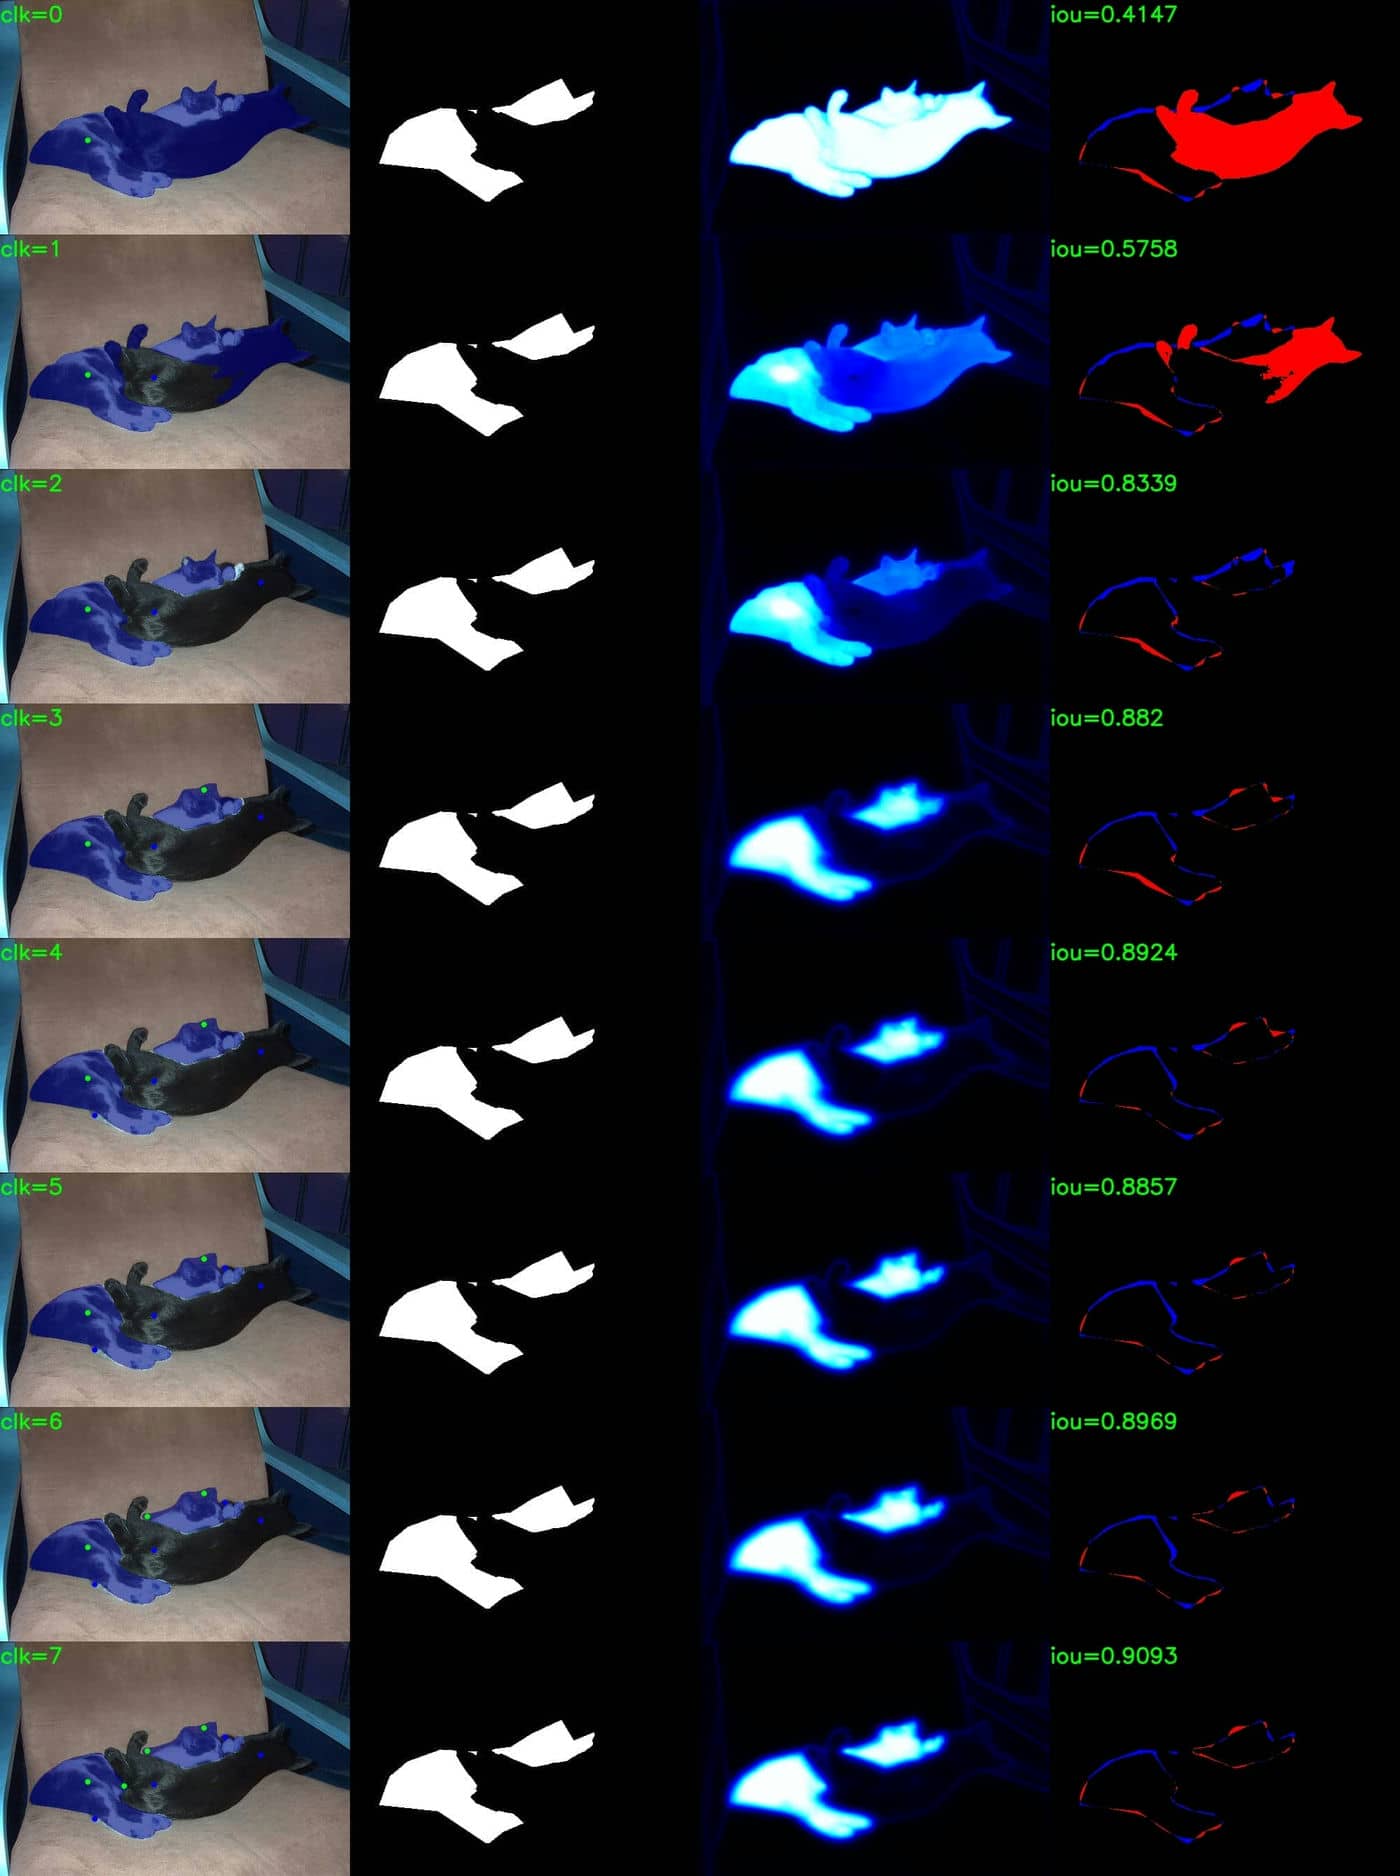 clk=0 iou=0.4147
clk=1 iou=0.5758
clk=2 iou=0.8339
clk=3 iou=0.882
clk=4 iou=0.8924
clk=5 iou=0.8857
clk=6 iou=0.8969
clk=7 iou=0.9093